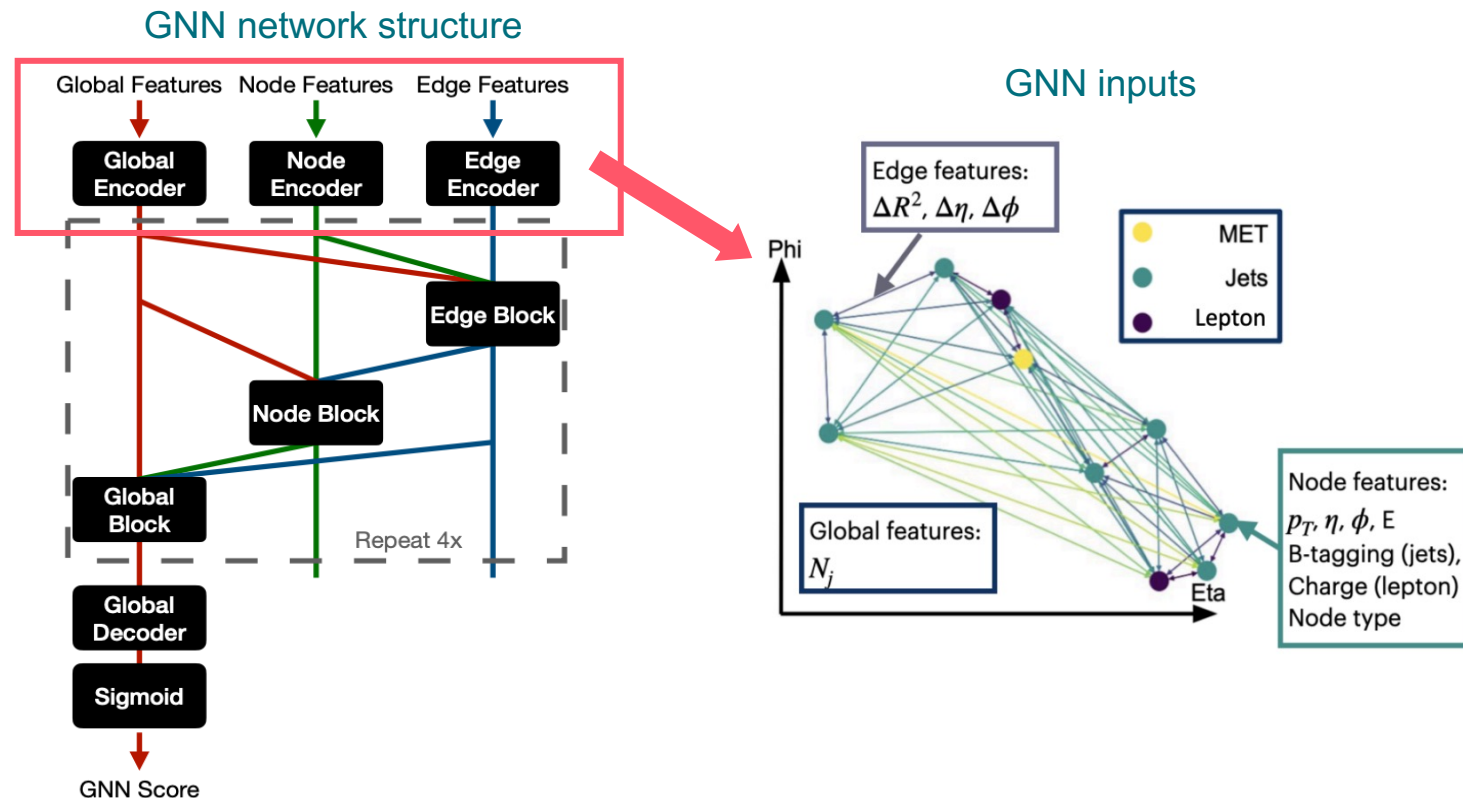 GNN network structure
Global Features
Node Features
Edge Features
Global
Encoder
Node
Encoder
Edge
Encoder
Edge Block
Node Block
Global
Block
Repeat 4x
Global
Decoder
Sigmoid
GNN Score
GNN inputs
Edge features:
ΔR², Δη, Δϕ
MET
Jets
Lepton
Phi
Global features:
N_j
Eta
Node features:
p_T, η, ϕ, E
B-tagging (jets),
Charge (lepton)
Node type